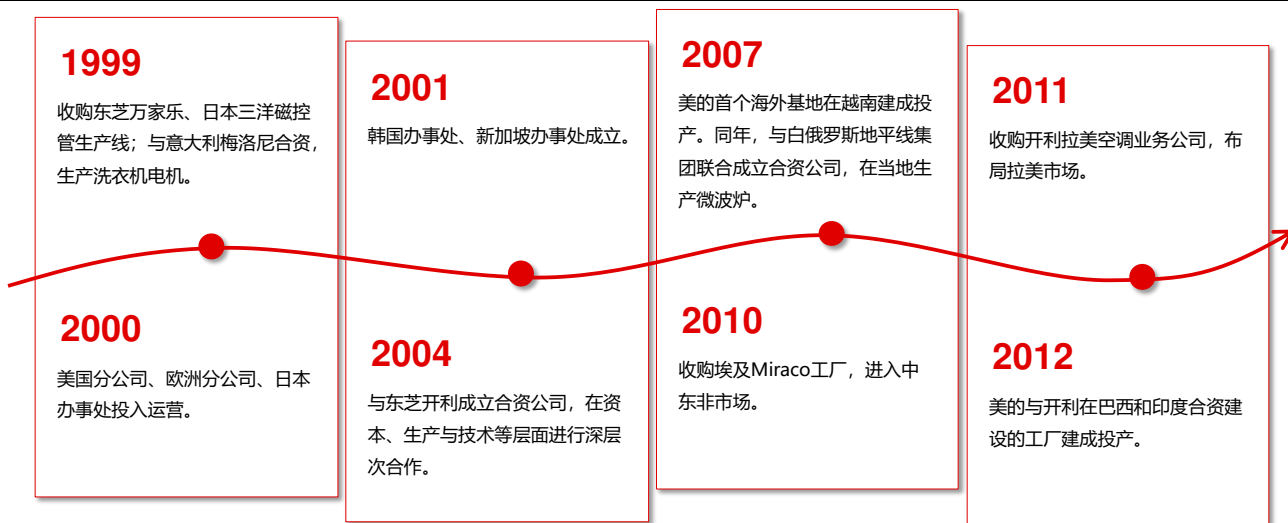 1999
收购东芝万家乐、日本三洋磁控
管生产线；与意大利梅洛尼合资，
生产洗衣机电机。
2000
美国分公司、欧洲分公司、日本
办事处投入运营。
2001
韩国办事处、新加坡办事处成立。
2004
与东芝开利成立合资公司，在资
本、生产与技术等层面进行深层
次合作。
2007
美的首个海外基地在越南建成投
产。同年，与白俄罗斯地平线集
团联合成立合资公司，在当地生
产微波炉。
2010
收购埃及Miraco工厂，进入中
东非市场。
2011
收购开利拉美空调业务公司，布
局拉美市场。
2012
美的与开利在巴西和印度合资建
设的工厂建成投产。